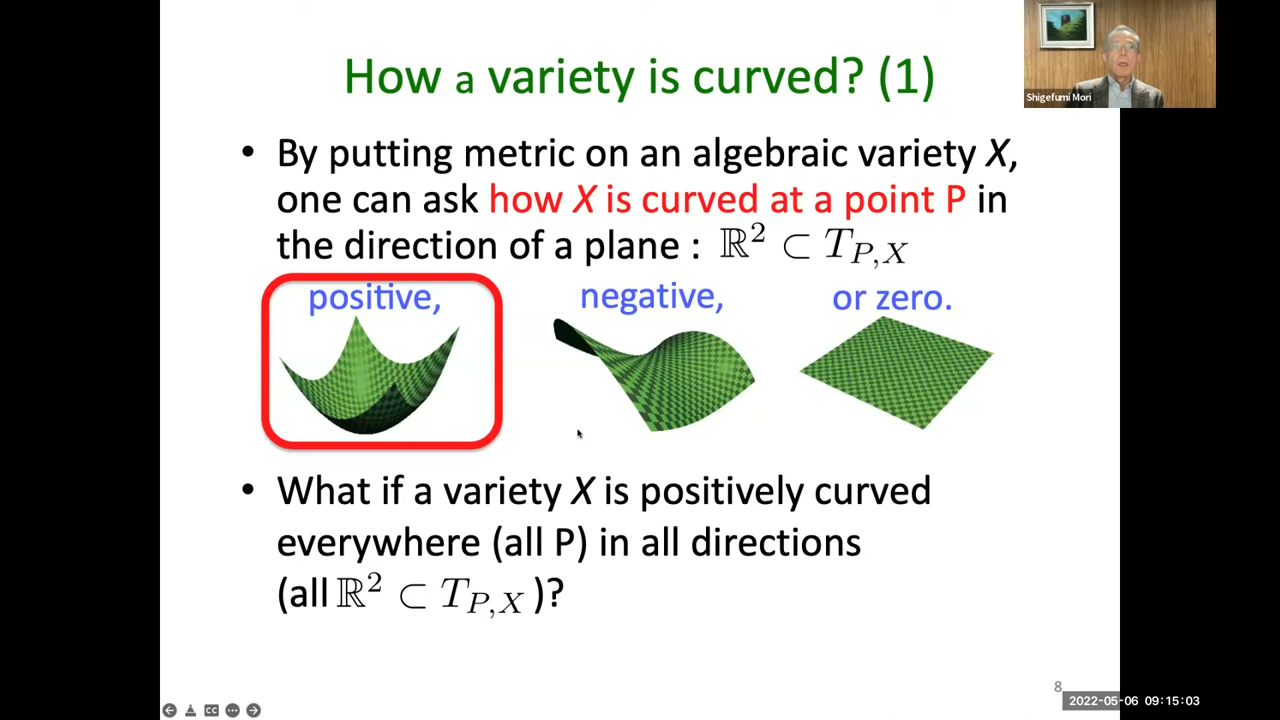 How a variety is curved? (1)
Shigefumi Mori
• By putting metric on an algebraic variety X,
one can ask how X is curved at a point P in
the direction of a plane : ℝ² ⊂ T_{P,X}
positive, negative, or zero.
• What if a variety X is positively curved
everywhere (all P) in all directions
(all ℝ² ⊂ T_{P,X} )?
8
2022-05-06 09:15:03
CC